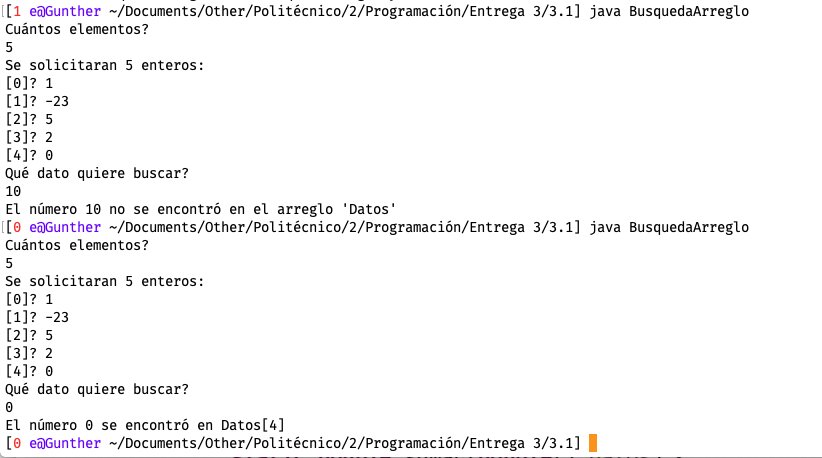 [1 e@Gunther ~/Documents/Other/Politécnico/2/Programación/Entrega 3/3.1] java BusquedaArreglo
Cuántos elementos?
5
Se solicitaran 5 enteros:
[0]? 1
[1]? -23
[2]? 5
[3]? 2
[4]? 0
Qué dato quiere buscar?
10
El número 10 no se encontró en el arreglo 'Datos'
[0 e@Gunther ~/Documents/Other/Politécnico/2/Programación/Entrega 3/3.1] java BusquedaArreglo
Cuántos elementos?
5
Se solicitaran 5 enteros:
[0]? 1
[1]? -23
[2]? 5
[3]? 2
[4]? 0
Qué dato quiere buscar?
0
El número 0 se encontró en Datos[4]
[0 e@Gunther ~/Documents/Other/Politécnico/2/Programación/Entrega 3/3.1]